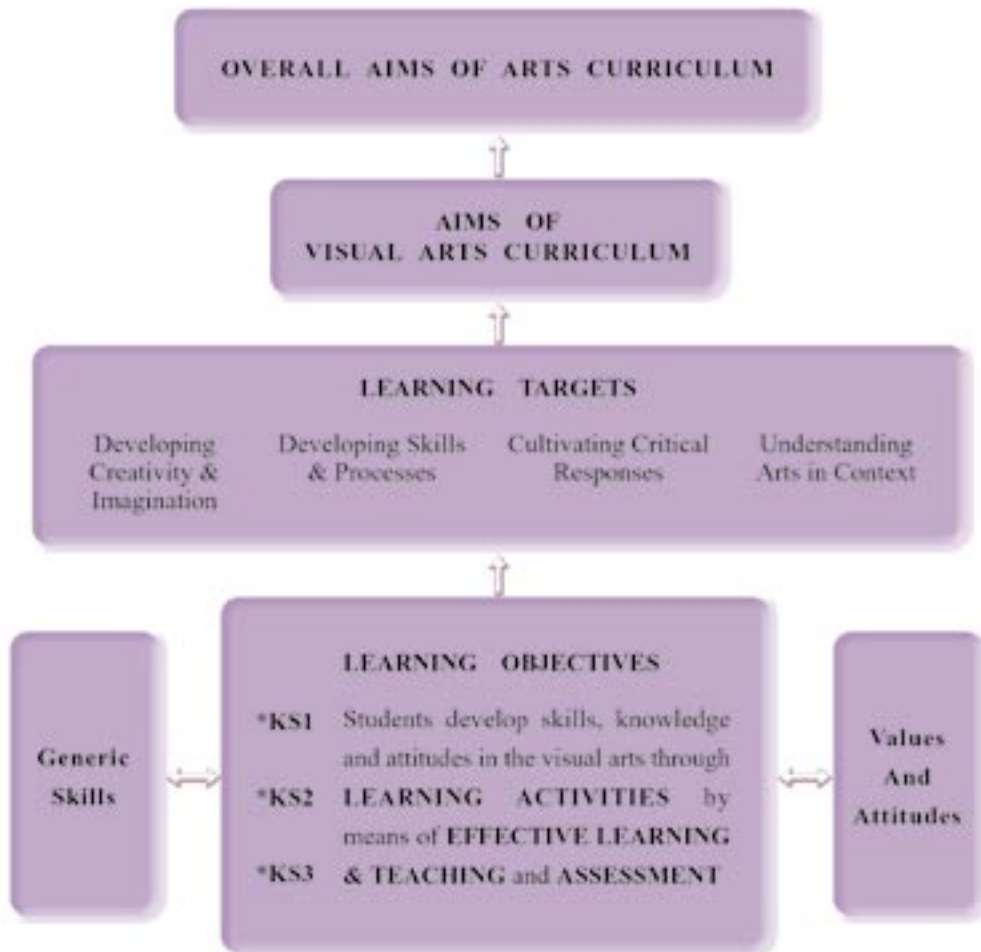 OVERALL AIMS OF ARTS CURRICULUM
AIMS OF
VISUAL ARTS CURRICULUM
LEARNING TARGETS
Developing
Creativity &
Imagination
Developing Skills
& Processes
Cultivating Critical
Responses
Understanding
Arts in Context
Generic
Skills
LEARNING OBJECTIVES
*KS1 Students develop skills, knowledge
and attitudes in the visual arts through
*KS2 LEARNING ACTIVITIES by
means of EFFECTIVE LEARNING
*KS3 & TEACHING and ASSESSMENT
Values
And
Attitudes